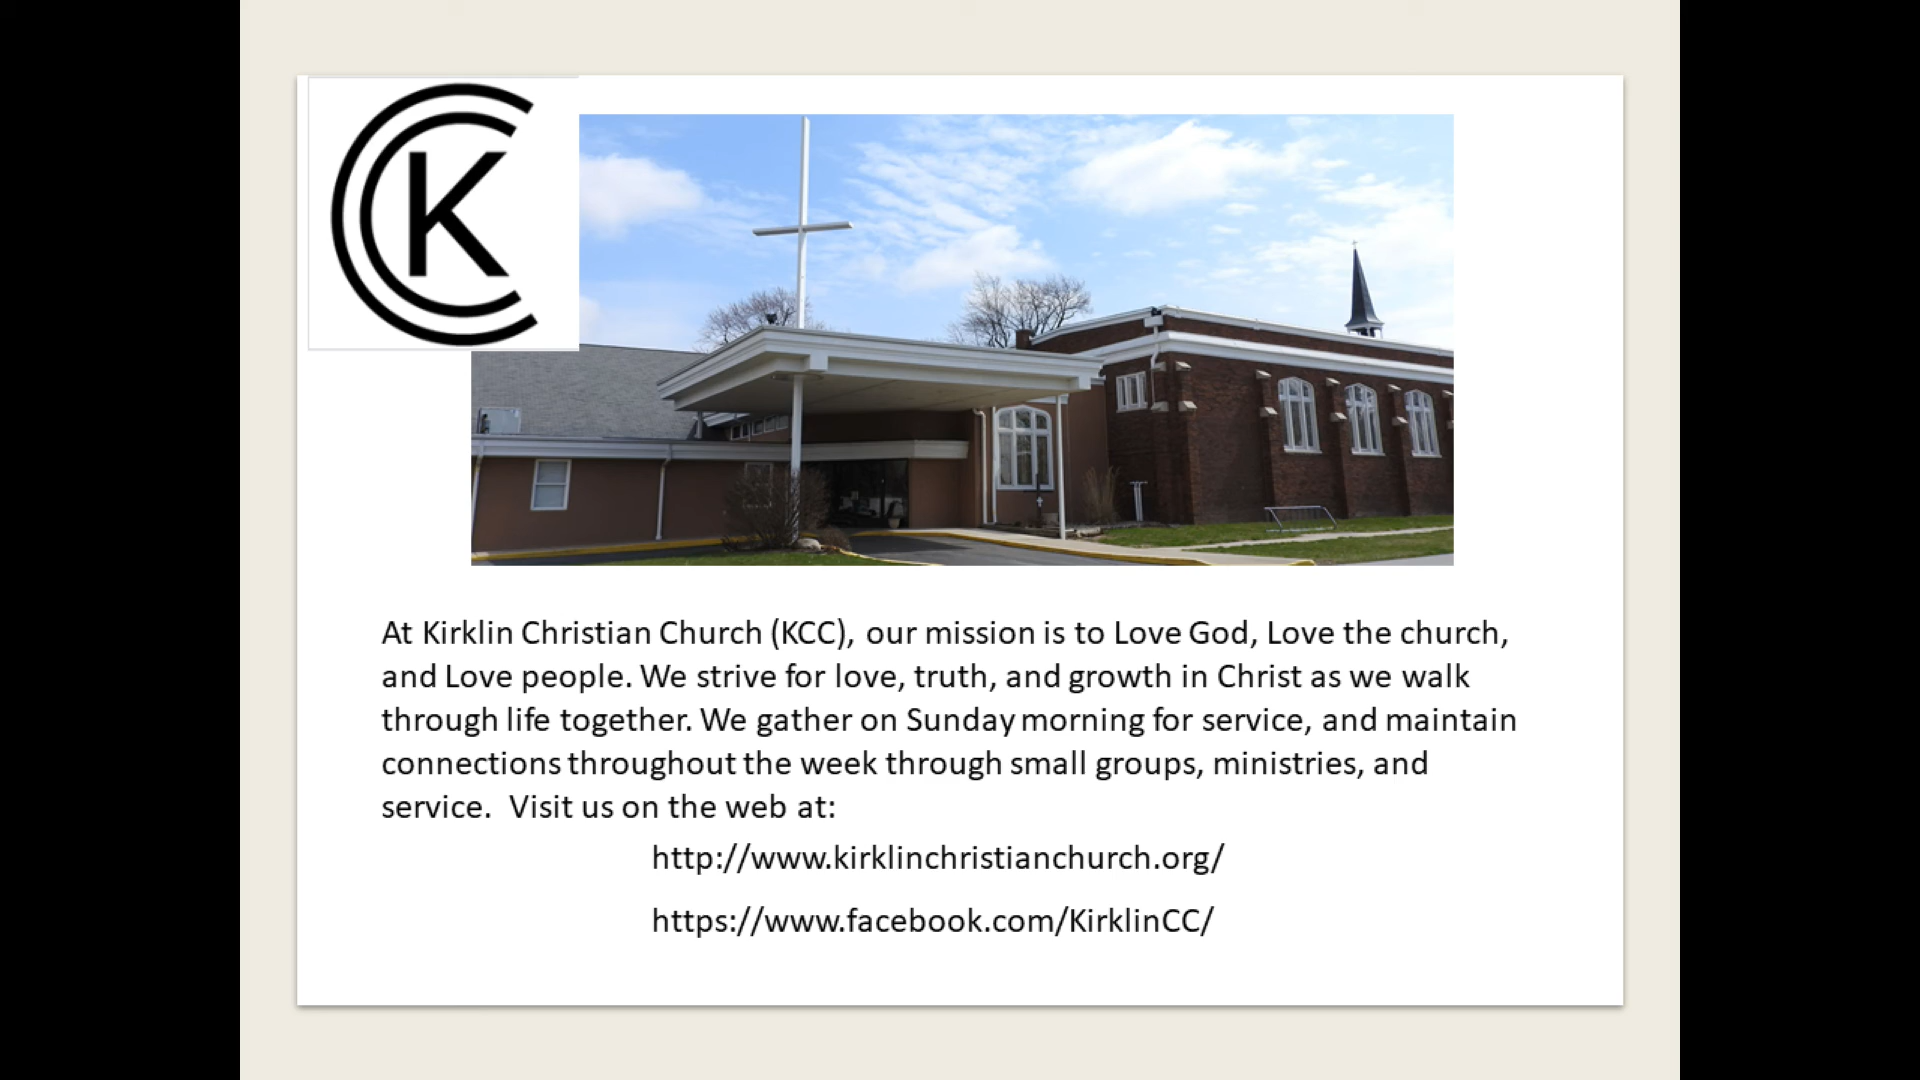 CCK
At Kirklin Christian Church (KCC), our mission is to Love God, Love the church,
and Love people. We strive for love, truth, and growth in Christ as we walk
through life together. We gather on Sunday morning for service, and maintain
connections throughout the week through small groups, ministries, and
service. Visit us on the web at:
http://www.kirklinchristianchurch.org/
https://www.facebook.com/KirklinCC/